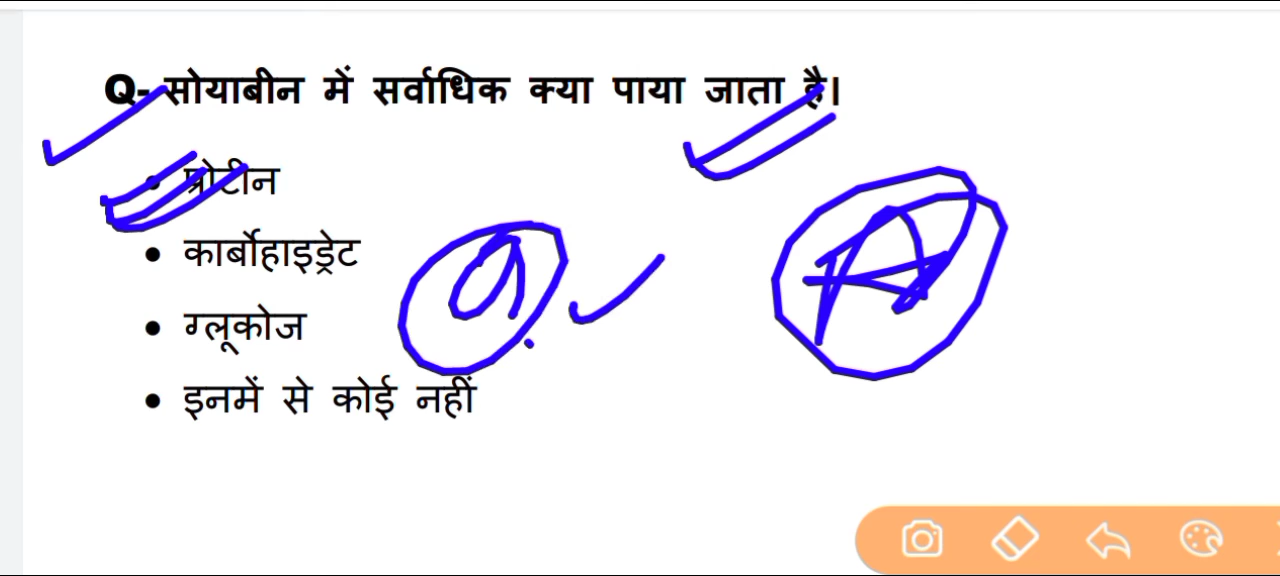 Q- सोयाबीन में सर्वाधिक क्या पाया जाता है।
• प्रोटीन
• कार्बोहाइड्रेट
• ग्लूकोज
• इनमें से कोई नहीं
A